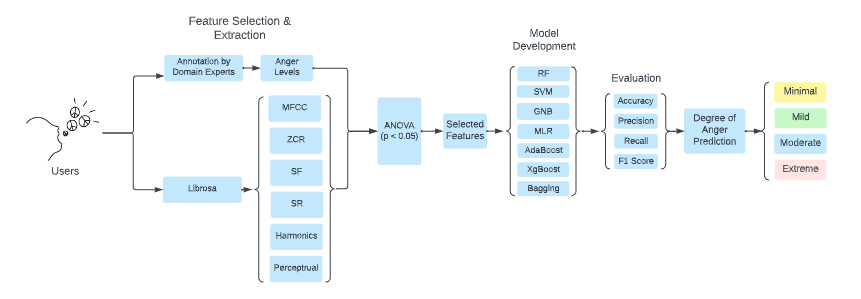 Feature Selection &
Extraction
Annotation by
Domain Experts
Anger
Levels
Users
Librosa
MFCC
ZCR
SF
SR
Harmonics
Perceptrual
ANOVA
(p < 0.05)
Selected
Features
Model
Development
RF
SVM
GNB
MLR
AdaBoost
XgBoost
Bagging
Evaluation
Accuracy
Precision
Recall
F1 Score
Degree of
Anger
Prediction
Minimal
Mild
Moderate
Extreme